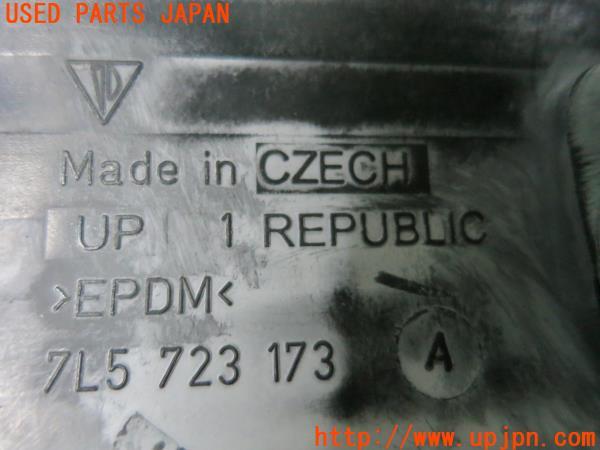 USED PARTS JAPAN
Made in CZECH
UP 1 REPUBLIC
>EPDM<
7L5 723 173 A
http://www.upjpn.com/